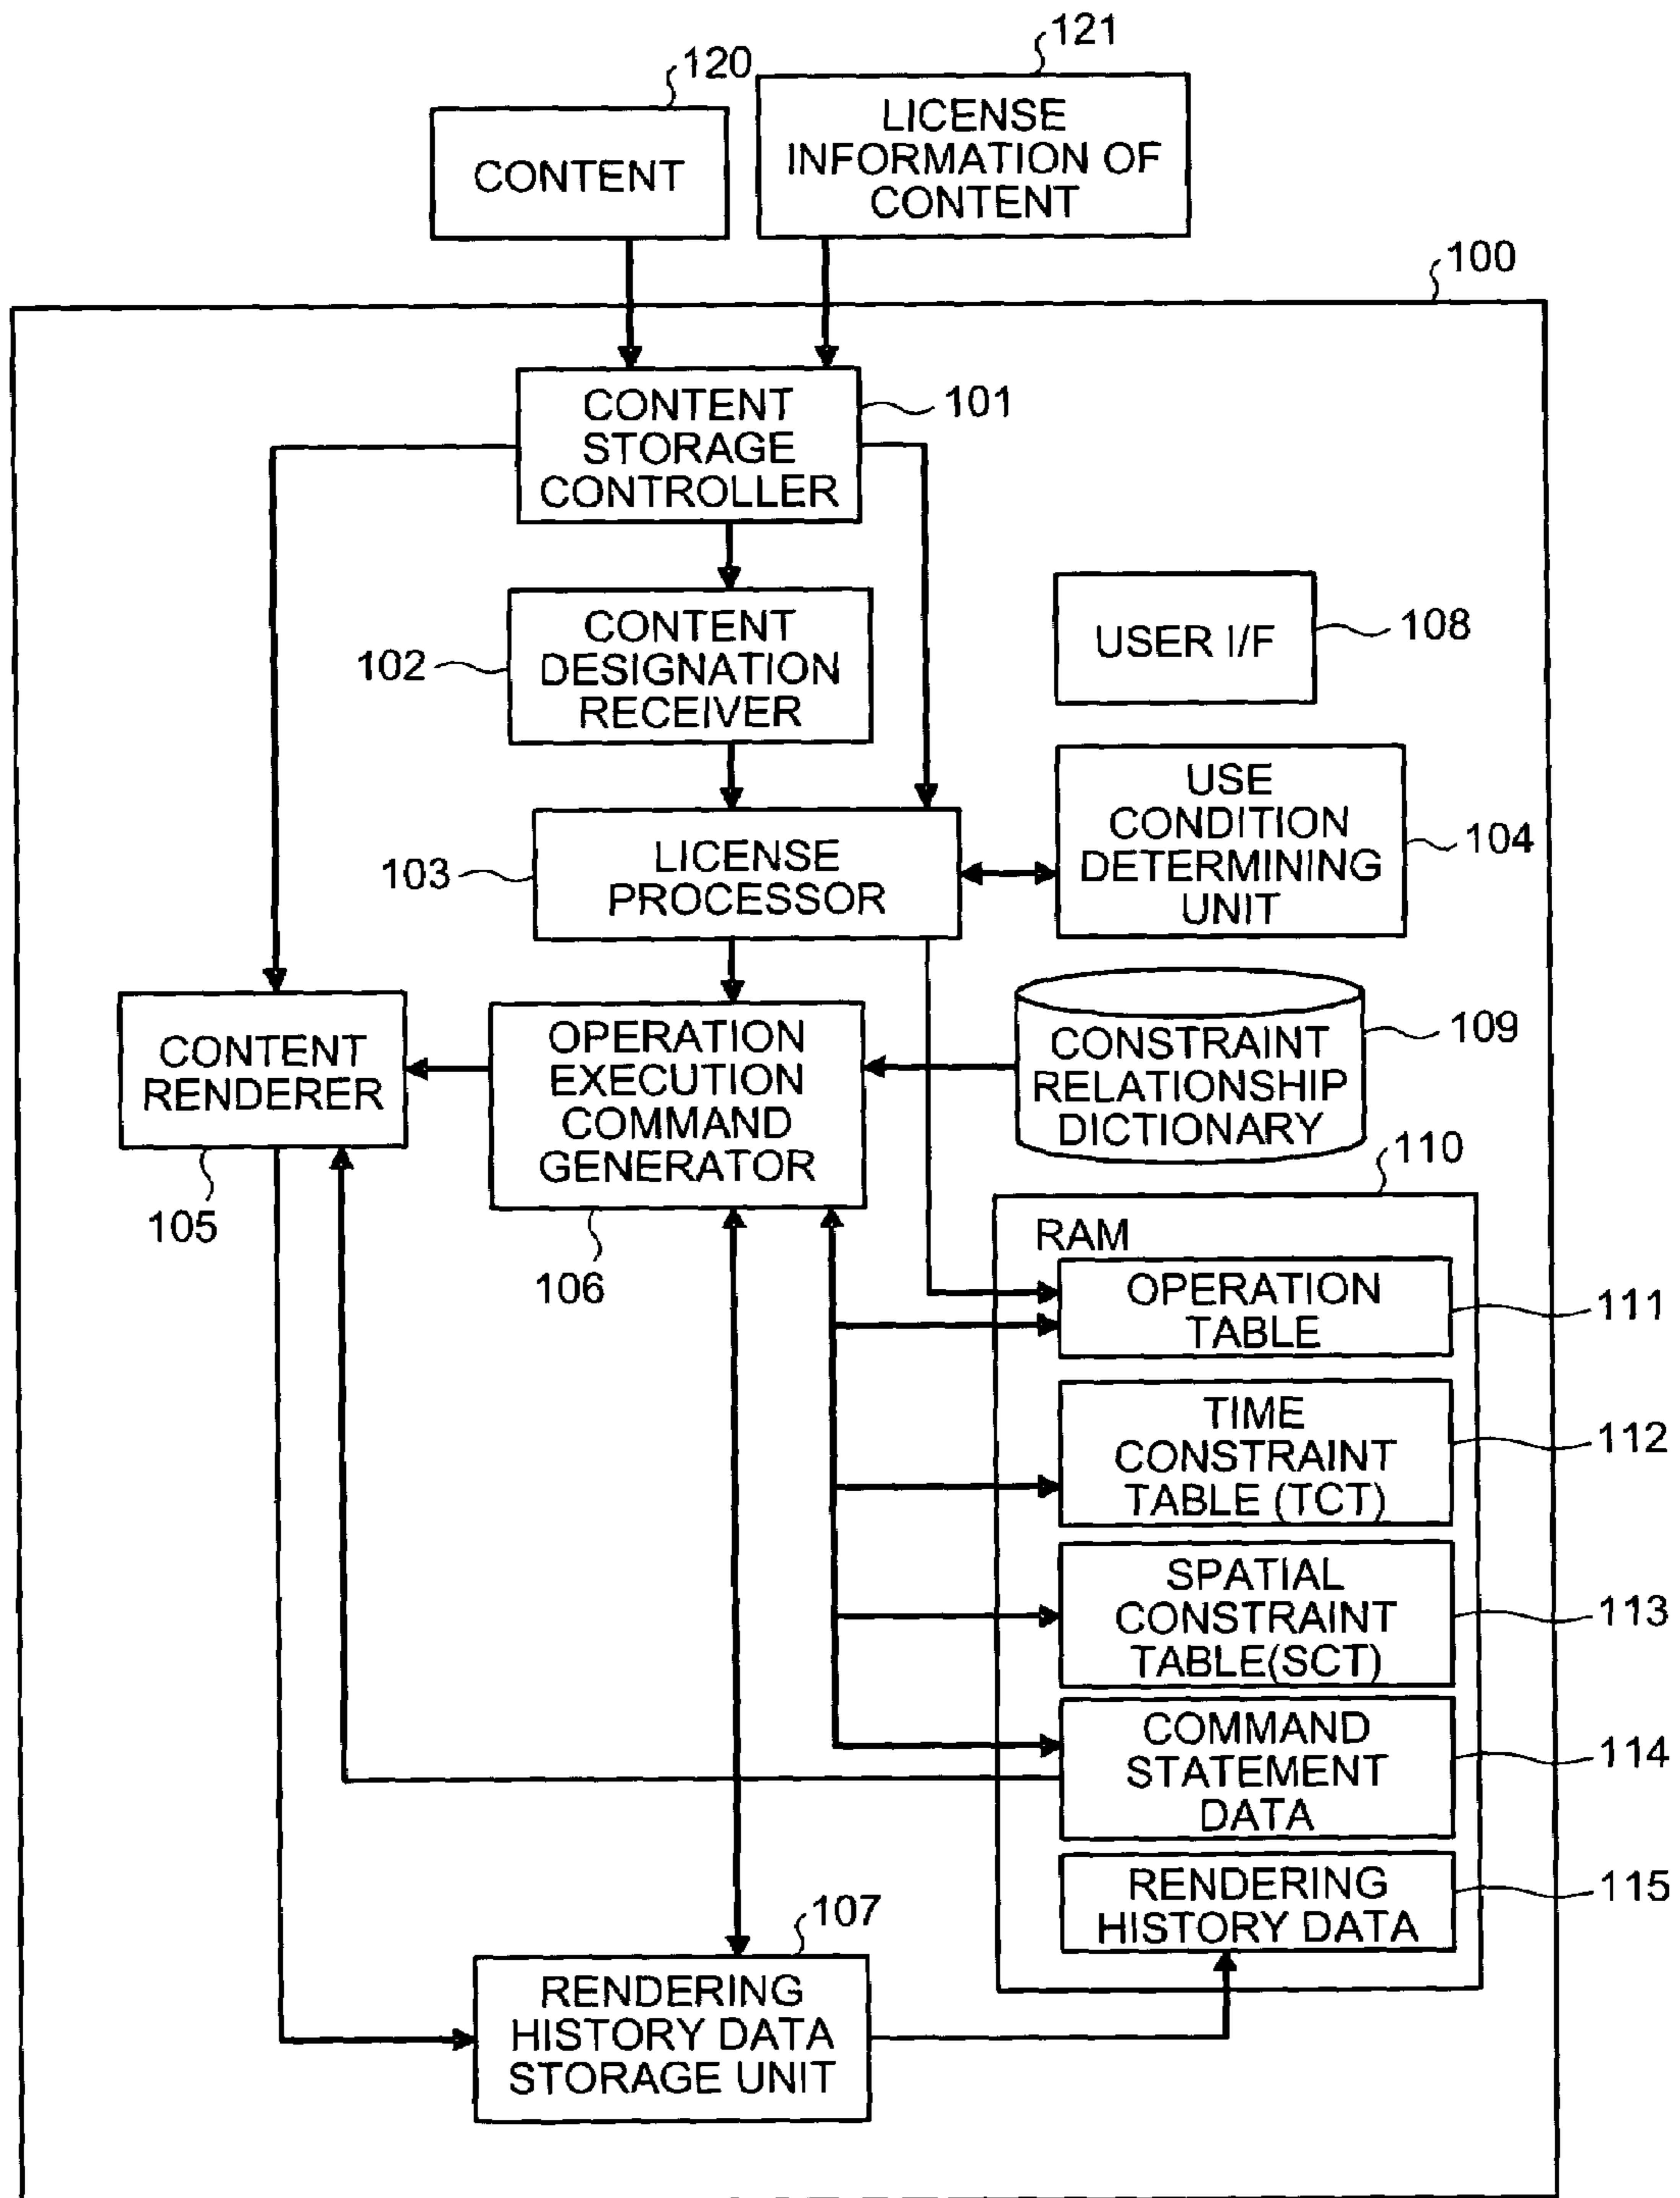 121
120
LICENSE
INFORMATION OF
CONTENT
CONTENT
100
CONTENT
STORAGE
CONTROLLER
101
CONTENT
DESIGNATION
RECEIVER
102
USER I/F
108
USE
CONDITION
DETERMINING
UNIT
104
LICENSE
PROCESSOR
103
CONTENT
RENDERER
105
OPERATION
EXECUTION
COMMAND
GENERATOR
106
CONSTRAINT
RELATIONSHIP
DICTIONARY
109
110
RAM
OPERATION
TABLE
111
TIME
CONSTRAINT
TABLE (TCT)
112
SPATIAL
CONSTRAINT
TABLE(SCT)
113
COMMAND
STATEMENT
DATA
114
RENDERING
HISTORY DATA
115
107
RENDERING
HISTORY DATA
STORAGE UNIT